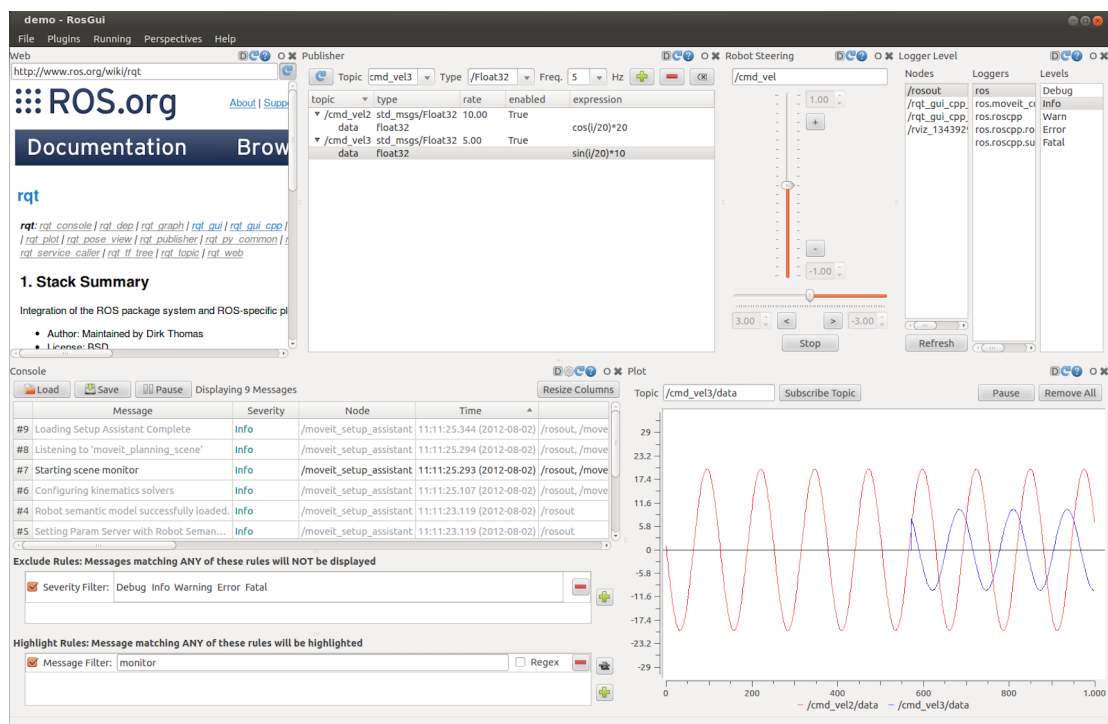 demo - RosGui
File Plugins Running Perspectives Help
Web
http://www.ros.org/wiki/rqt
ROS.org
About | Supp
Documentation Brow
rqt
rqt: rqt_console | rqt_dep | rqt_graph | rqt_gui | rqt_gui_cpp |
| rqt_plot | rqt_pose_view | rqt_publisher | rqt_py_common |
rqt_service_caller | rqt_tf_tree | rqt_topic | rqt_web
1. Stack Summary
Integration of the ROS package system and ROS-specific pl
Author: Maintained by Dirk Thomas
License: BSD
Publisher
Topic cmd_vel3 Type /Float32 Freq. 5 Hz
topic type rate enabled expression
/cmd_vel2 std_msgs/Float32 10.00 True
data float32 cos(i/20)*20
/cmd_vel3 std_msgs/Float32 5.00 True
data float32 sin(i/20)*10
Robot Steering
/cmd_vel
1.00
+
-
-1.00
3.00 < > -3.00
Stop
Logger Level
Nodes Loggers Levels
/rosout ros Debug
/rqt_gui_cpp_ ros.moveit_co Info
/rqt_gui_cpp_ ros.roscpp Warn
/rviz_134392 ros.roscpp.ro Error
ros.roscpp.su Fatal
Refresh
Console
Load Save Pause Displaying 9 Messages Resize Columns
Message Severity Node Time
#9 Loading Setup Assistant Complete Info /moveit_setup_assistant 11:11:25.344 (2012-08-02) /rosout, /move
#8 Listening to 'moveit_planning_scene' Info /moveit_setup_assistant 11:11:25.294 (2012-08-02) /rosout, /move
#7 Starting scene monitor Info /moveit_setup_assistant 11:11:25.293 (2012-08-02) /rosout, /move
#6 Configuring kinematics solvers Info /moveit_setup_assistant 11:11:25.107 (2012-08-02) /rosout, /move
#4 Robot semantic model successfully loaded. Info /moveit_setup_assistant 11:11:23.119 (2012-08-02) /rosout
#5 Setting Param Server with Robot Seman... Info /moveit_setup_assistant 11:11:23.119 (2012-08-02) /rosout
Exclude Rules: Messages matching ANY of these rules will NOT be displayed
Severity Filter: Debug Info Warning Error Fatal
Highlight Rules: Message matching ANY of these rules will be highlighted
Message Filter: monitor Regex
Plot
Topic /cmd_vel3/data Subscribe Topic Pause Remove All
29
23.2
17.4
11.6
5.8
0
-5.8
-11.6
-17.4
-23.2
-29
0 200 400 600 800 1.000
/cmd_vel2/data /cmd_vel3/data